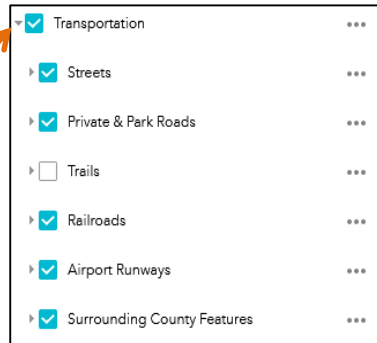 Transportation
Streets
Private & Park Roads
Trails
Railroads
Airport Runways
Surrounding County Features